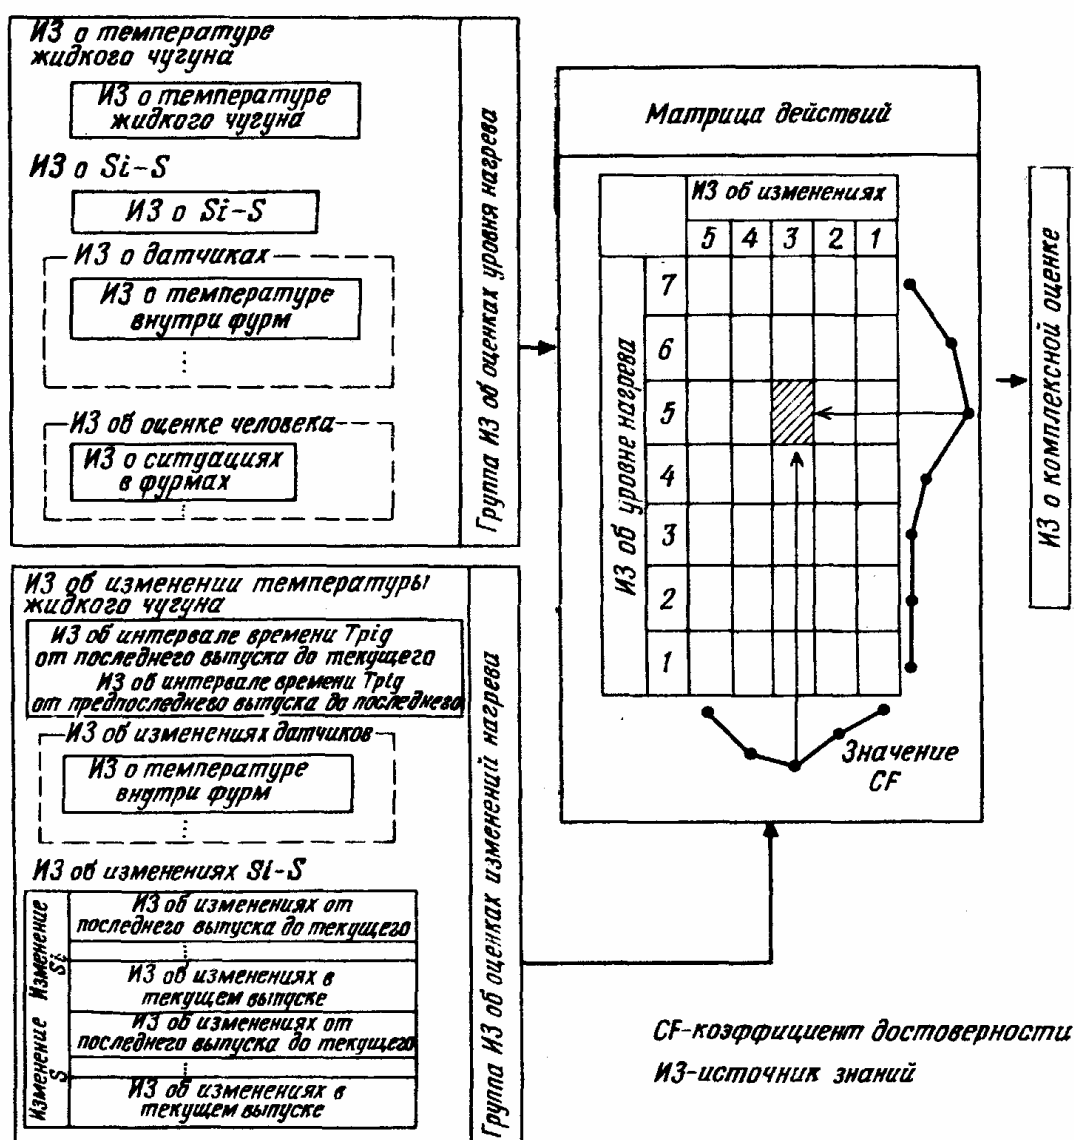 ИЗ о температуре
жидкого чугуна
ИЗ о температуре
жидкого чугуна
ИЗ о Si-S
ИЗ о Si-S
ИЗ о датчиках
ИЗ о температуре
внутри фурм
ИЗ об оценке человека
ИЗ о ситуациях
в фурмах
Группа ИЗ об оценках уровня нагрева
ИЗ об изменении температуры
жидкого чугуна
ИЗ об интервале времени Tpig
от последнего выпуска до текущего
ИЗ об интервале времени Tpig
от предпоследнего выпуска до последнего
ИЗ об изменениях датчиков
ИЗ о температуре
внутри фурм
ИЗ об изменениях Si-S
Изменение
Si
ИЗ об изменениях от
последнего выпуска до текущего
ИЗ об изменениях в
текущем выпуске
Изменение
S
ИЗ об изменениях от
последнего выпуска до текущего
ИЗ об изменениях в
текущем выпуске
Группа ИЗ об оценках изменений нагрева
Матрица действий
ИЗ об изменениях
5 4 3 2 1
ИЗ об уровне нагрева
7
6
5
4
3
2
1
Значение
CF
ИЗ о комплексной оценке
CF-коэффициент достоверности
ИЗ-источник знаний